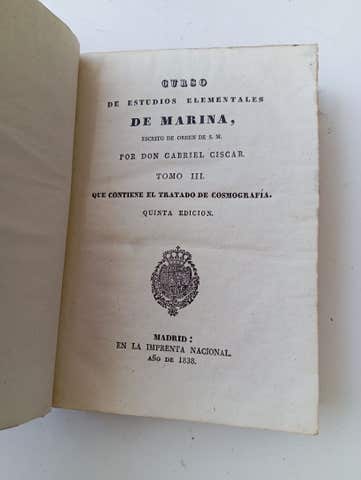 CURSO
DE ESTUDIOS ELEMENTALES
DE MARINA,
ESCRITO DE ORDEN DE S. M.
POR DON GABRIEL CISCAR.
TOMO III.
QUE CONTIENE EL TRATADO DE COSMOGRAFÍA.
QUINTA EDICION.
MADRID:
EN LA IMPRENTA NACIONAL.
AÑO DE 1838.